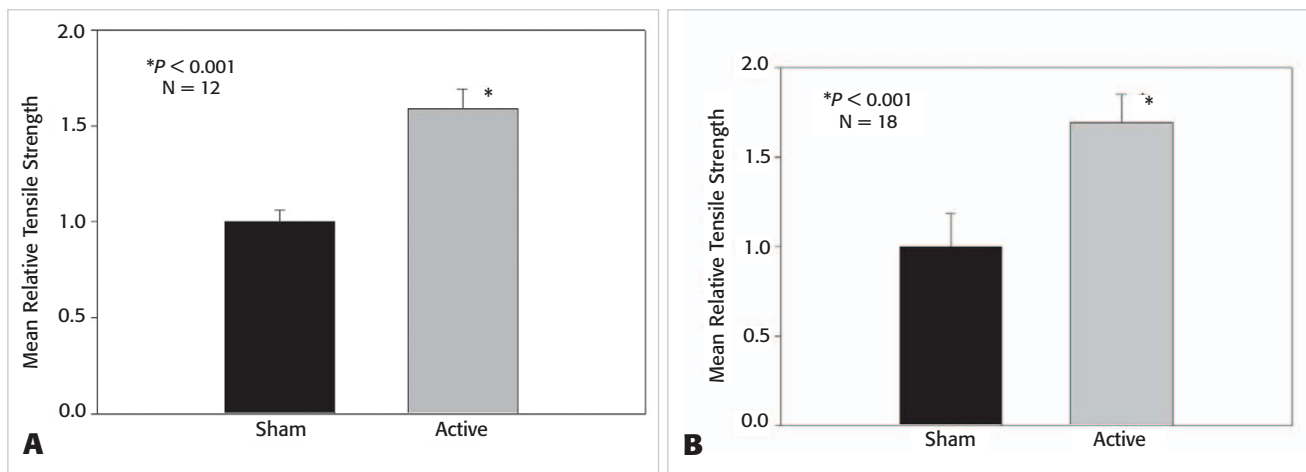 2.0
*P < 0.001
N = 12
1.5
1.0
0.5
0.0
Mean Relative Tensile Strength
*
Sham Active
A
2.0
*P < 0.001
N = 18
1.5
1.0
0.5
0.0
Mean Relative Tensile Strength
*
Sham Active
B